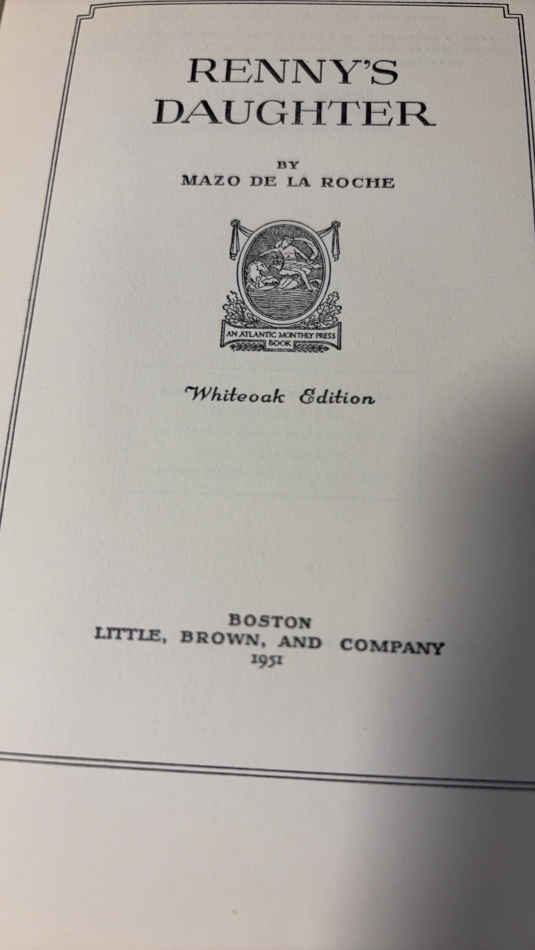 RENNY'S
DAUGHTER
BY
MAZO DE LA ROCHE
AN ATLANTIC MONTHLY PRESS
BOOK
Whiteoak Edition
BOSTON
LITTLE, BROWN, AND COMPANY
1951